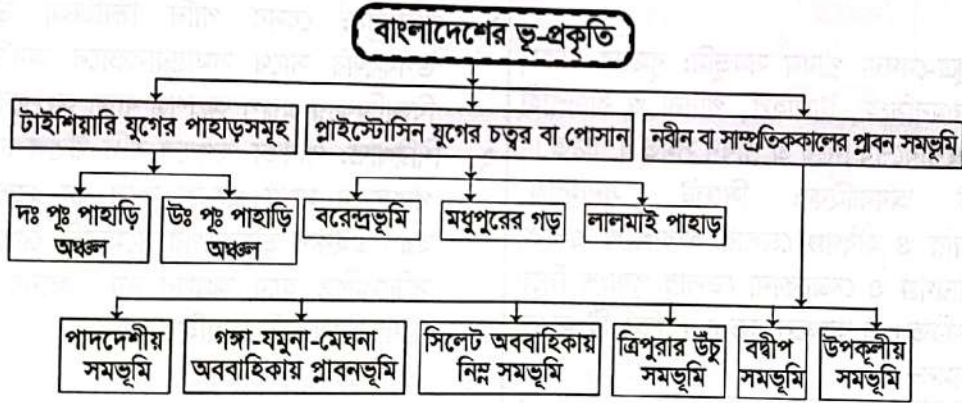 বাংলাদেশের ভূ-প্রকৃতি
টাইশিয়ারি যুগের পাহাড়সমূহ
প্লাইস্টোসিন যুগের চত্বর বা পোসান
নবীন বা সাম্প্রতিককালের প্লাবন সমভূমি
দঃ পূঃ পাহাড়ি
অঞ্চল
উঃ পূঃ পাহাড়ি
অঞ্চল
বরেন্দ্রভূমি
মধুপুরের গড়
লালমাই পাহাড়
পাদদেশীয়
সমভূমি
গঙ্গা-যমুনা-মেঘনা
অববাহিকায় প্লাবনভূমি
সিলেট অববাহিকায়
নিম্ন সমভূমি
ত্রিপুরার উঁচু
সমভূমি
বদ্বীপ
সমভূমি
উপকূলীয়
সমভূমি